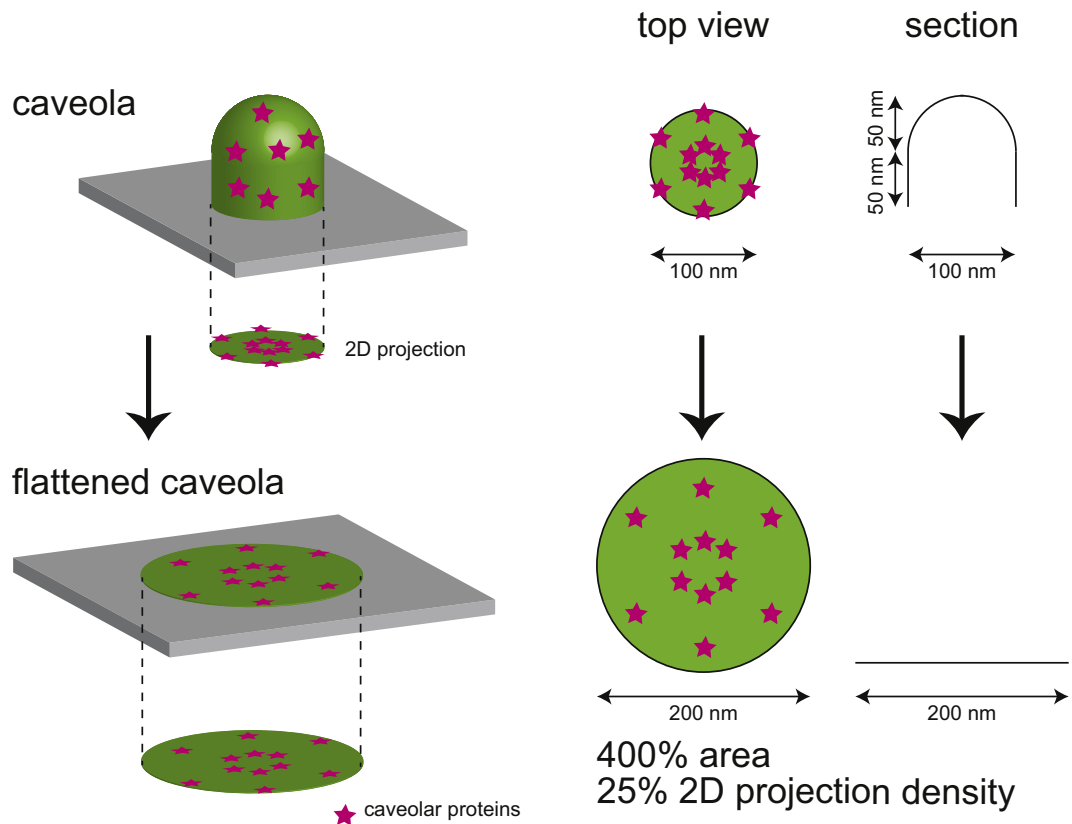 top view
section
caveola
50 nm
50 nm
100 nm
100 nm
2D projection
flattened caveola
200 nm
200 nm
400% area
25% 2D projection density
caveolar proteins